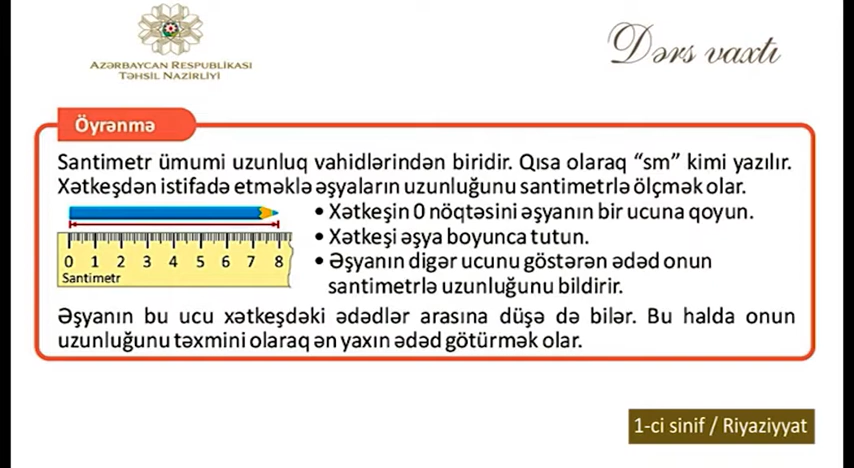 AZƏRBAYCAN RESPUBLİKASI
TƏHSİL NAZİRLİYİ
Dərs vaxtı
Öyrənmə
Santimetr ümumi uzunluq vahidlərindən biridir. Qısa olaraq “sm” kimi yazılır.
Xətkeşdən istifadə etməklə əşyaların uzunluğunu santimetrlə ölçmək olar.
• Xətkeşin 0 nöqtəsini əşyanın bir ucuna qoyun.
• Xətkeşi əşya boyunca tutun.
• Əşyanın digər ucunu göstərən ədəd onun
santimetrlə uzunluğunu bildirir.
0 1 2 3 4 5 6 7 8
Santimetr
Əşyanın bu ucu xətkeşdəki ədədlər arasına düşə də bilər. Bu halda onun
uzunluğunu təxmini olaraq ən yaxın ədəd götürmək olar.
1-ci sinif / Riyaziyyat